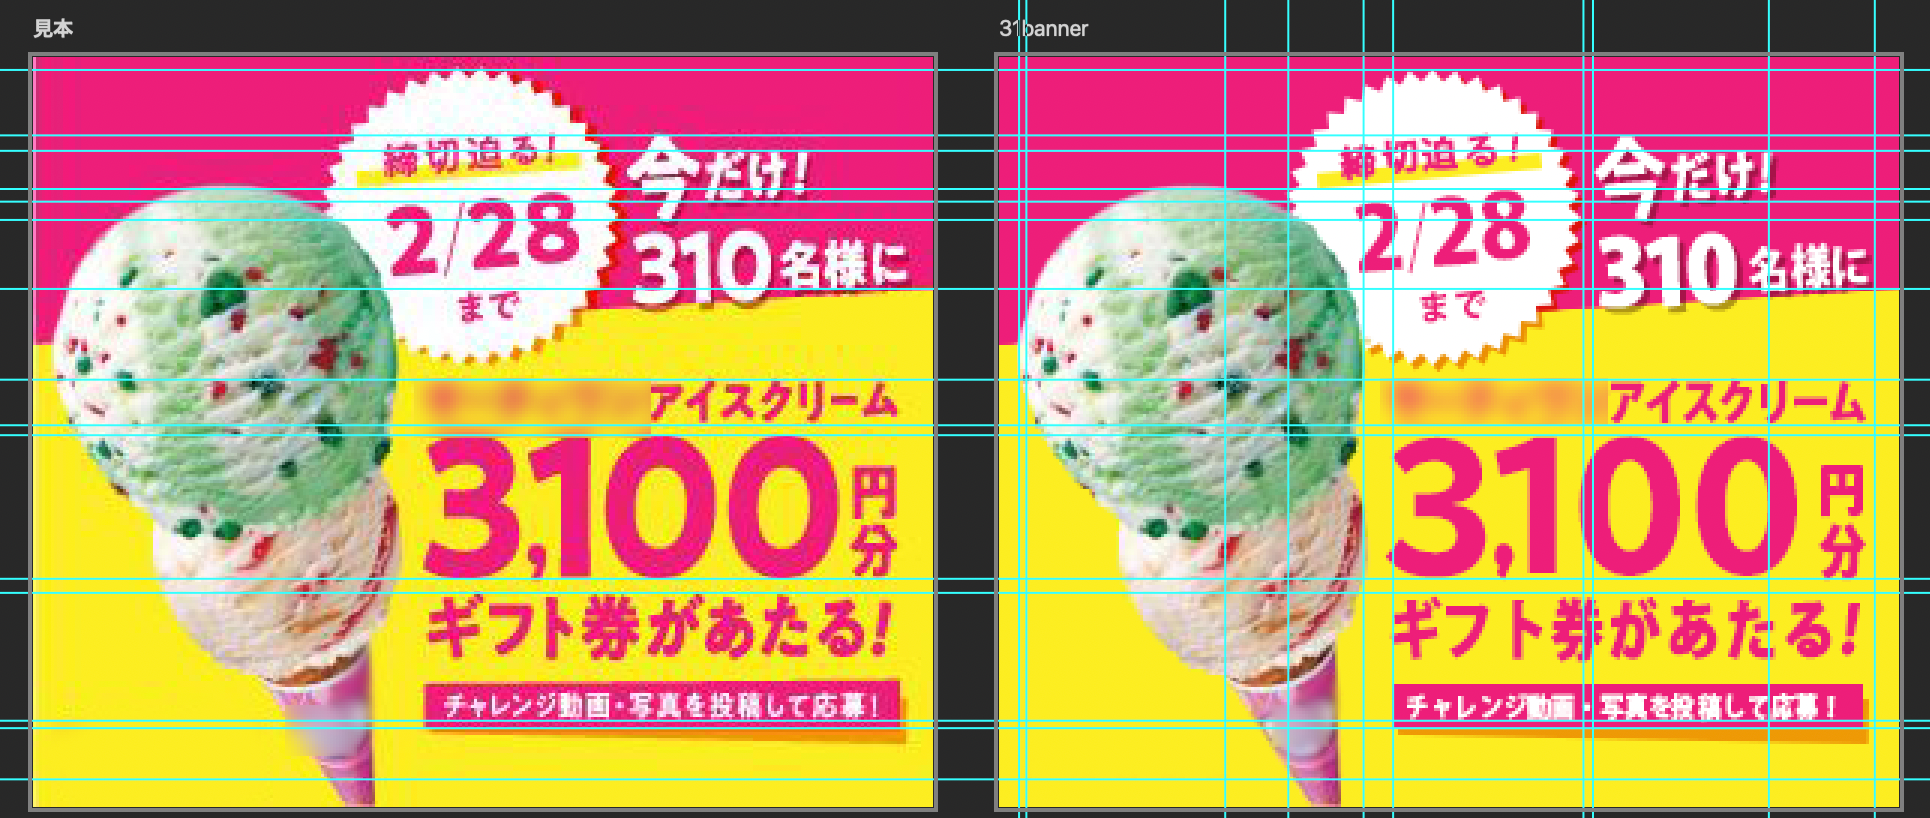 見本
締切迫る!
2/28
まで
今だけ!
310名様に
アイスクリーム
3,100円分
ギフト券があたる!
チャレンジ動画・写真を投稿して応募!
31banner
締切迫る!
2/28
まで
今だけ!
310名様に
アイスクリーム
3,100円分
ギフト券があたる!
チャレンジ動画・写真を投稿して応募!